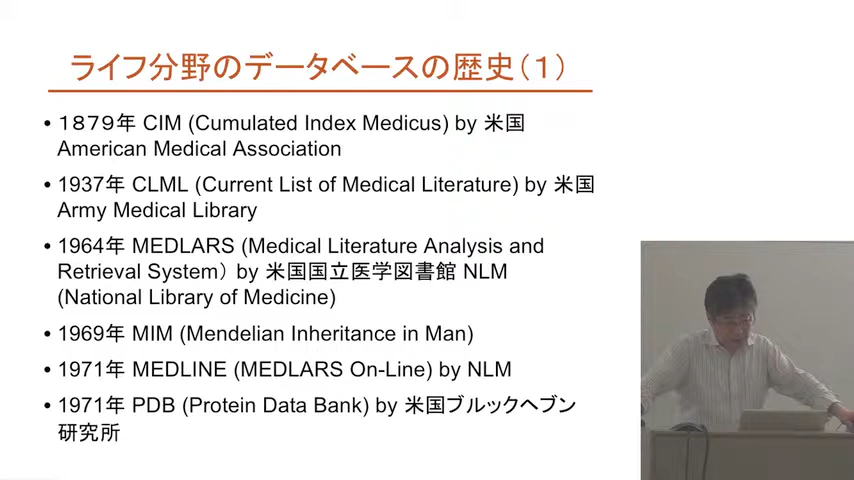 ライフ分野のデータベースの歴史（１）
• １８７９年 CIM (Cumulated Index Medicus) by 米国
American Medical Association
• 1937年 CLML (Current List of Medical Literature) by 米国
Army Medical Library
• 1964年 MEDLARS (Medical Literature Analysis and
Retrieval System） by 米国国立医学図書館 NLM
(National Library of Medicine)
• 1969年 MIM (Mendelian Inheritance in Man)
• 1971年 MEDLINE (MEDLARS On-Line) by NLM
• 1971年 PDB (Protein Data Bank) by 米国ブルックヘブン
研究所